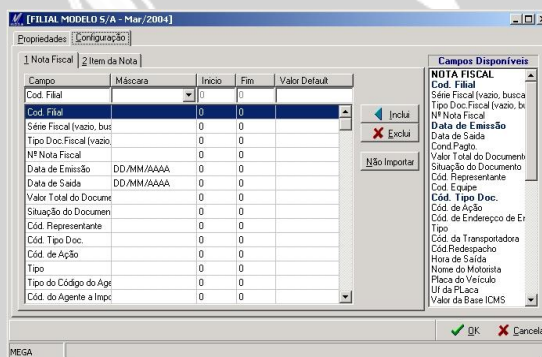 [FILIAL MODELO S/A - Mar/2004]
Propriedades Configuração
1 Nota Fiscal 2 Item da Nota
Campo Máscara Inicio Fim Valor Default
Cod. Filial 0 0
Cod. Filial 0 0
Série Fiscal (vazio, bus 0 0
Tipo Doc.Fiscal (vazio, 0 0
Nº Nota Fiscal 0 0
Data de Emissão DD/MM/AAAA 0 0
Data de Saida DD/MM/AAAA 0 0
Valor Total do Docume 0 0
Situação do Documen 0 0
Cód. Representante 0 0
Cód. Tipo Doc. 0 0
Cód. de Ação 0 0
Tipo 0 0
Tipo do Código do Age 0 0
Cód. do Agente a Impo 0 0
Inclui
Exclui
Não Importar
Campos Disponíveis
NOTA FISCAL
Cod. Filial
Série Fiscal (vazio, busca
Tipo Doc.Fiscal (vazio, bu
Nº Nota Fiscal
Data de Emissão
Data de Saida
Cond.Pagto.
Valor Total do Documento
Situação do Documento
Cód. Representante
Cod. Equipe
Cód. Tipo Doc.
Cód. de Ação
Cód. de Endereçco de Er
Tipo
Cód. da Transportadora
Cód.Redespacho
Hora de Saída
Nome do Motorista
Placa do Veículo
Uf da PLaca
Valor da Base ICMS
OK Cancela
MEGA